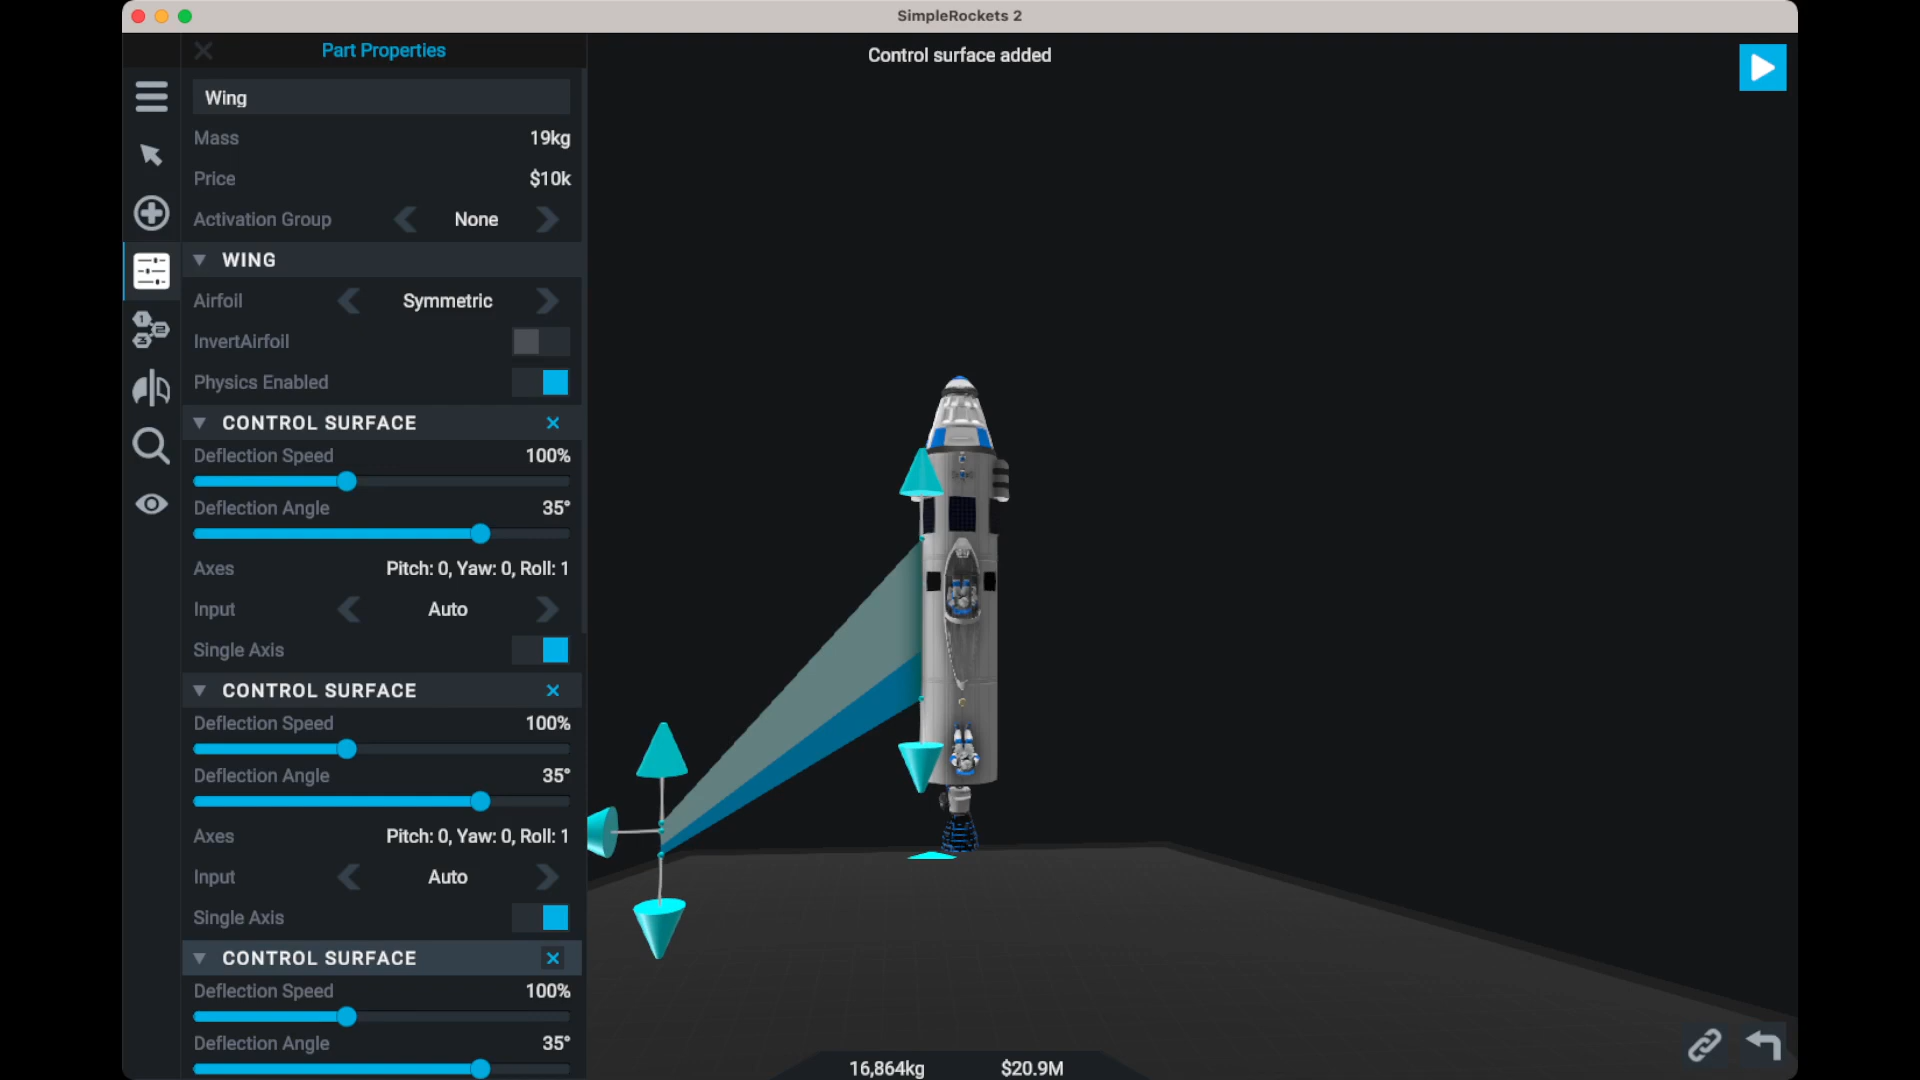 SimpleRockets 2
Part Properties
Control surface added
Wing
Mass 19kg
Price $10k
Activation Group None
WING
Airfoil Symmetric
InvertAirfoil
Physics Enabled
CONTROL SURFACE
Deflection Speed 100%
Deflection Angle 35°
Axes Pitch: 0, Yaw: 0, Roll: 1
Input Auto
Single Axis
CONTROL SURFACE
Deflection Speed 100%
Deflection Angle 35°
Axes Pitch: 0, Yaw: 0, Roll: 1
Input Auto
Single Axis
CONTROL SURFACE
Deflection Speed 100%
Deflection Angle 35°
16,864kg $20.9M
1
2
3